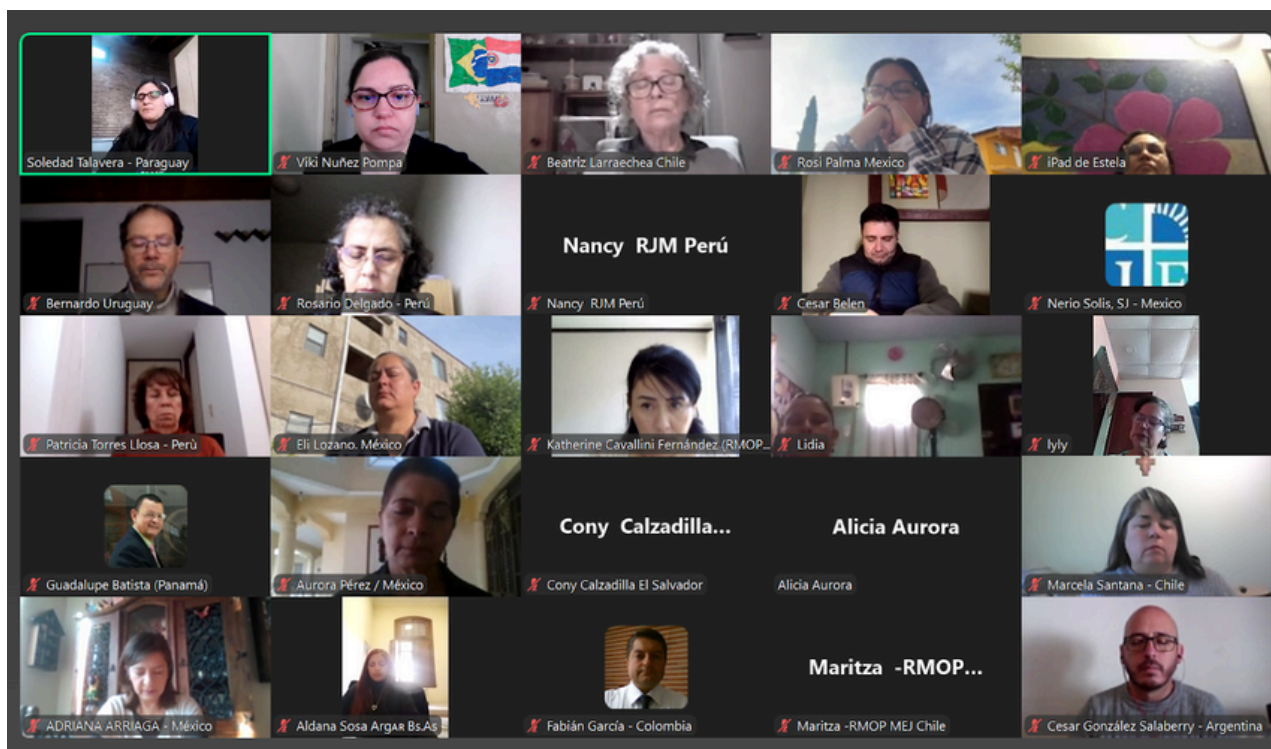 Soledad Talavera - Paraguay
Viki Nuñez Pompa
Beatriz Larraechea Chile
Rosi Palma Mexico
iPad de Estela
Bernardo Uruguay
Rosario Delgado - Perú
Nancy RJM Perú
Nancy RJM Perú
Cesar Belen
Nerio Solis, SJ - Mexico
Patricia Torres Llosa - Perù
Eli Lozano. México
Katherine Cavallini Fernández (RMOP...
Lidia
lyly
Guadalupe Batista (Panamá)
Aurora Pérez / México
Cony Calzadilla...
Cony Calzadilla El Salvador
Alicia Aurora
Alicia Aurora
Marcela Santana - Chile
ADRIANA ARRIAGA - México
Aldana Sosa Argar Bs.As
Fabián García - Colombia
Maritza -RMOP...
Maritza -RMOP MEJ Chile
Cesar González Salaberry - Argentina